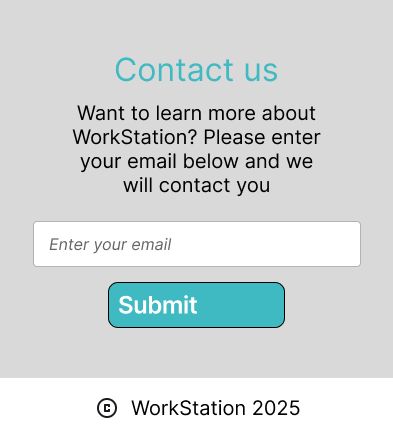 Contact us
Want to learn more about
WorkStation? Please enter
your email below and we
will contact you
Enter your email
Submit
© WorkStation 2025